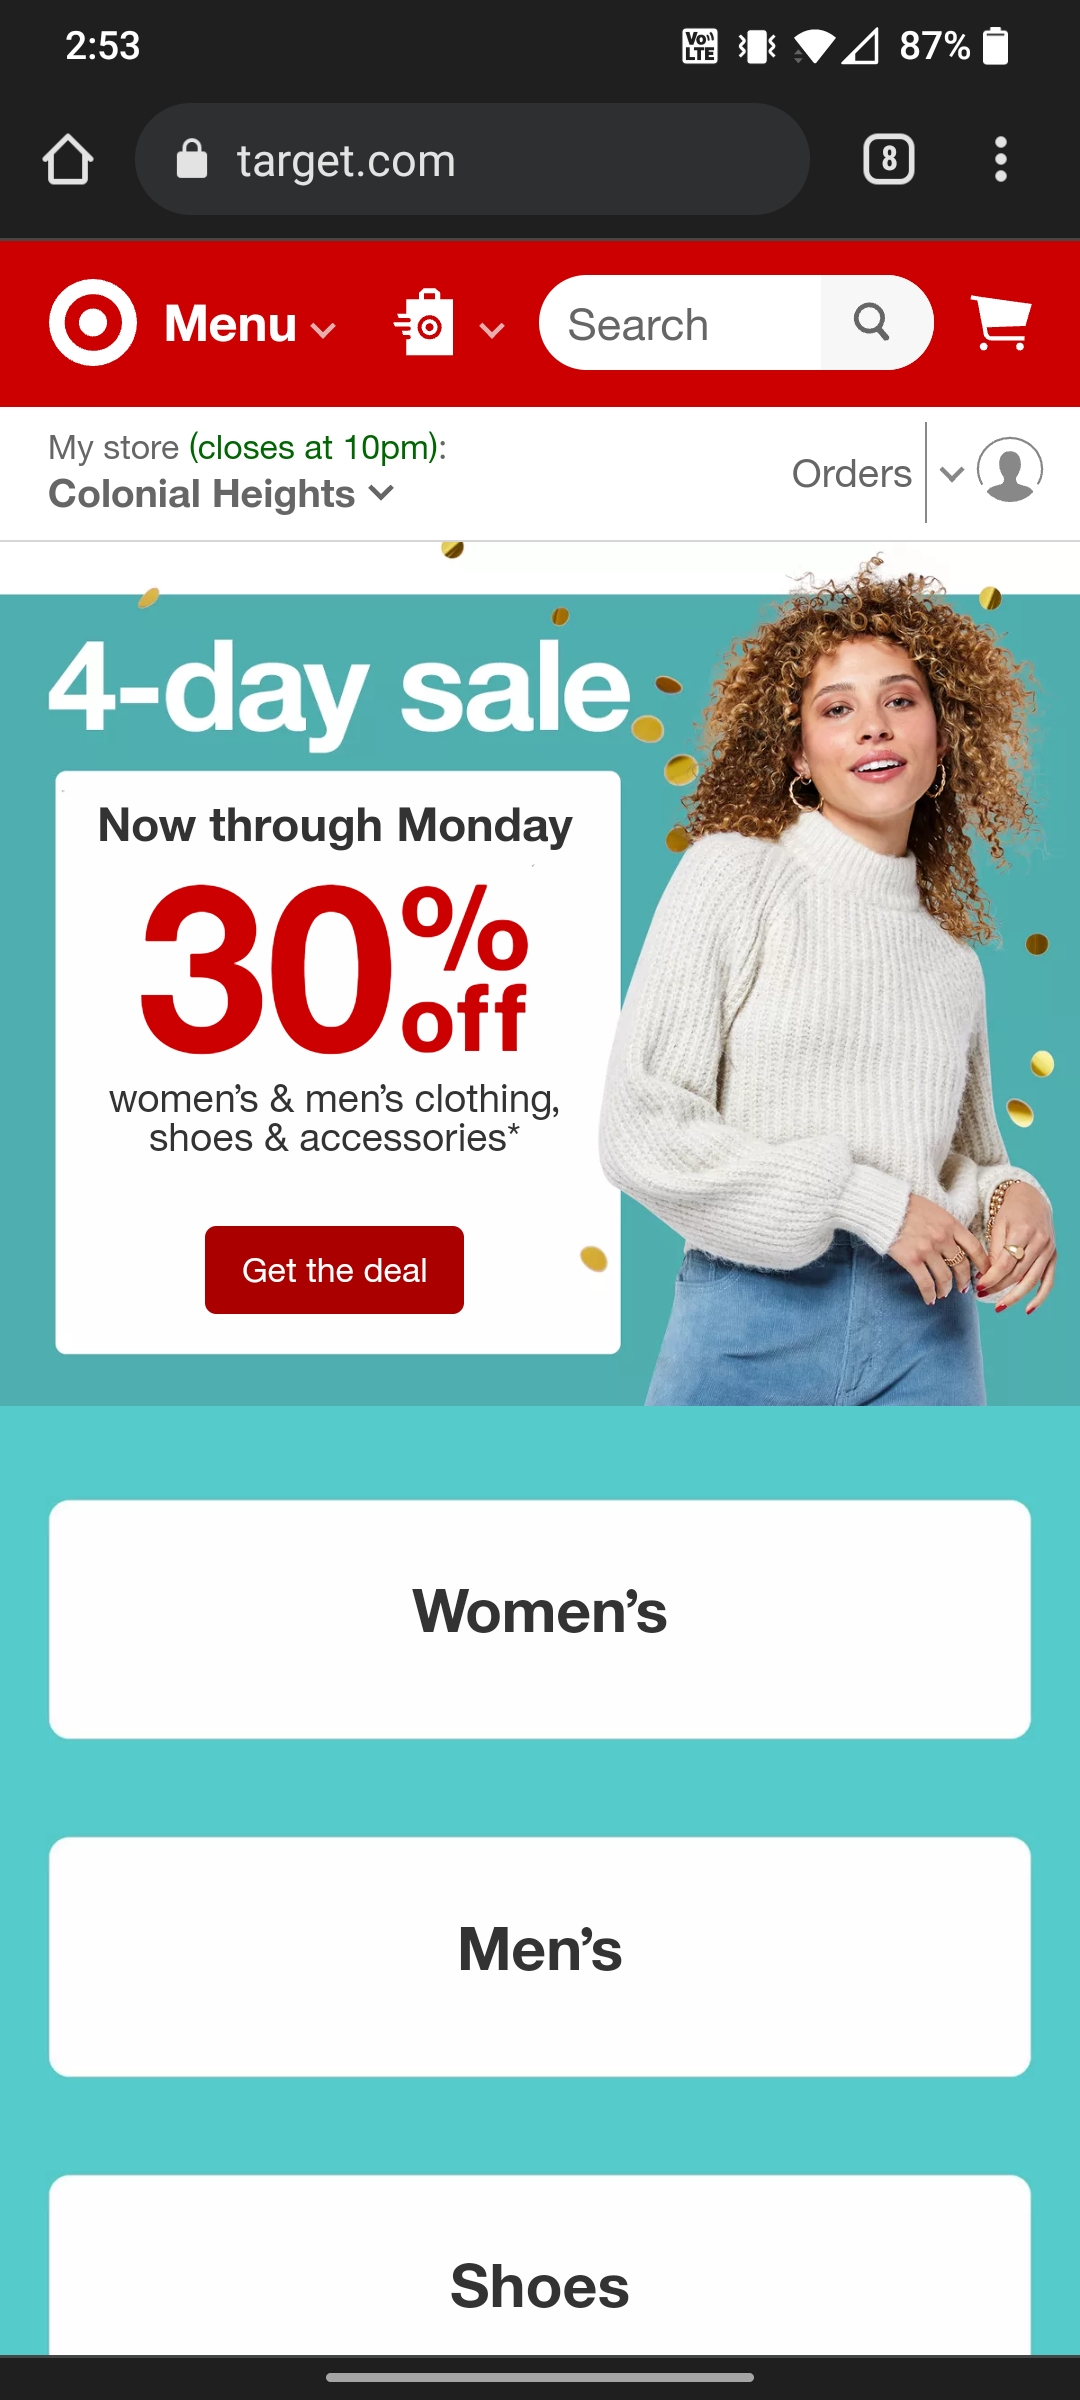 2:53
Vo)) LTE
87%
target.com
8
Menu
Search
My store (closes at 10pm):
Colonial Heights
Orders
4-day sale
Now through Monday
30% off
women’s & men’s clothing,
shoes & accessories*
Get the deal
Women’s
Men’s
Shoes